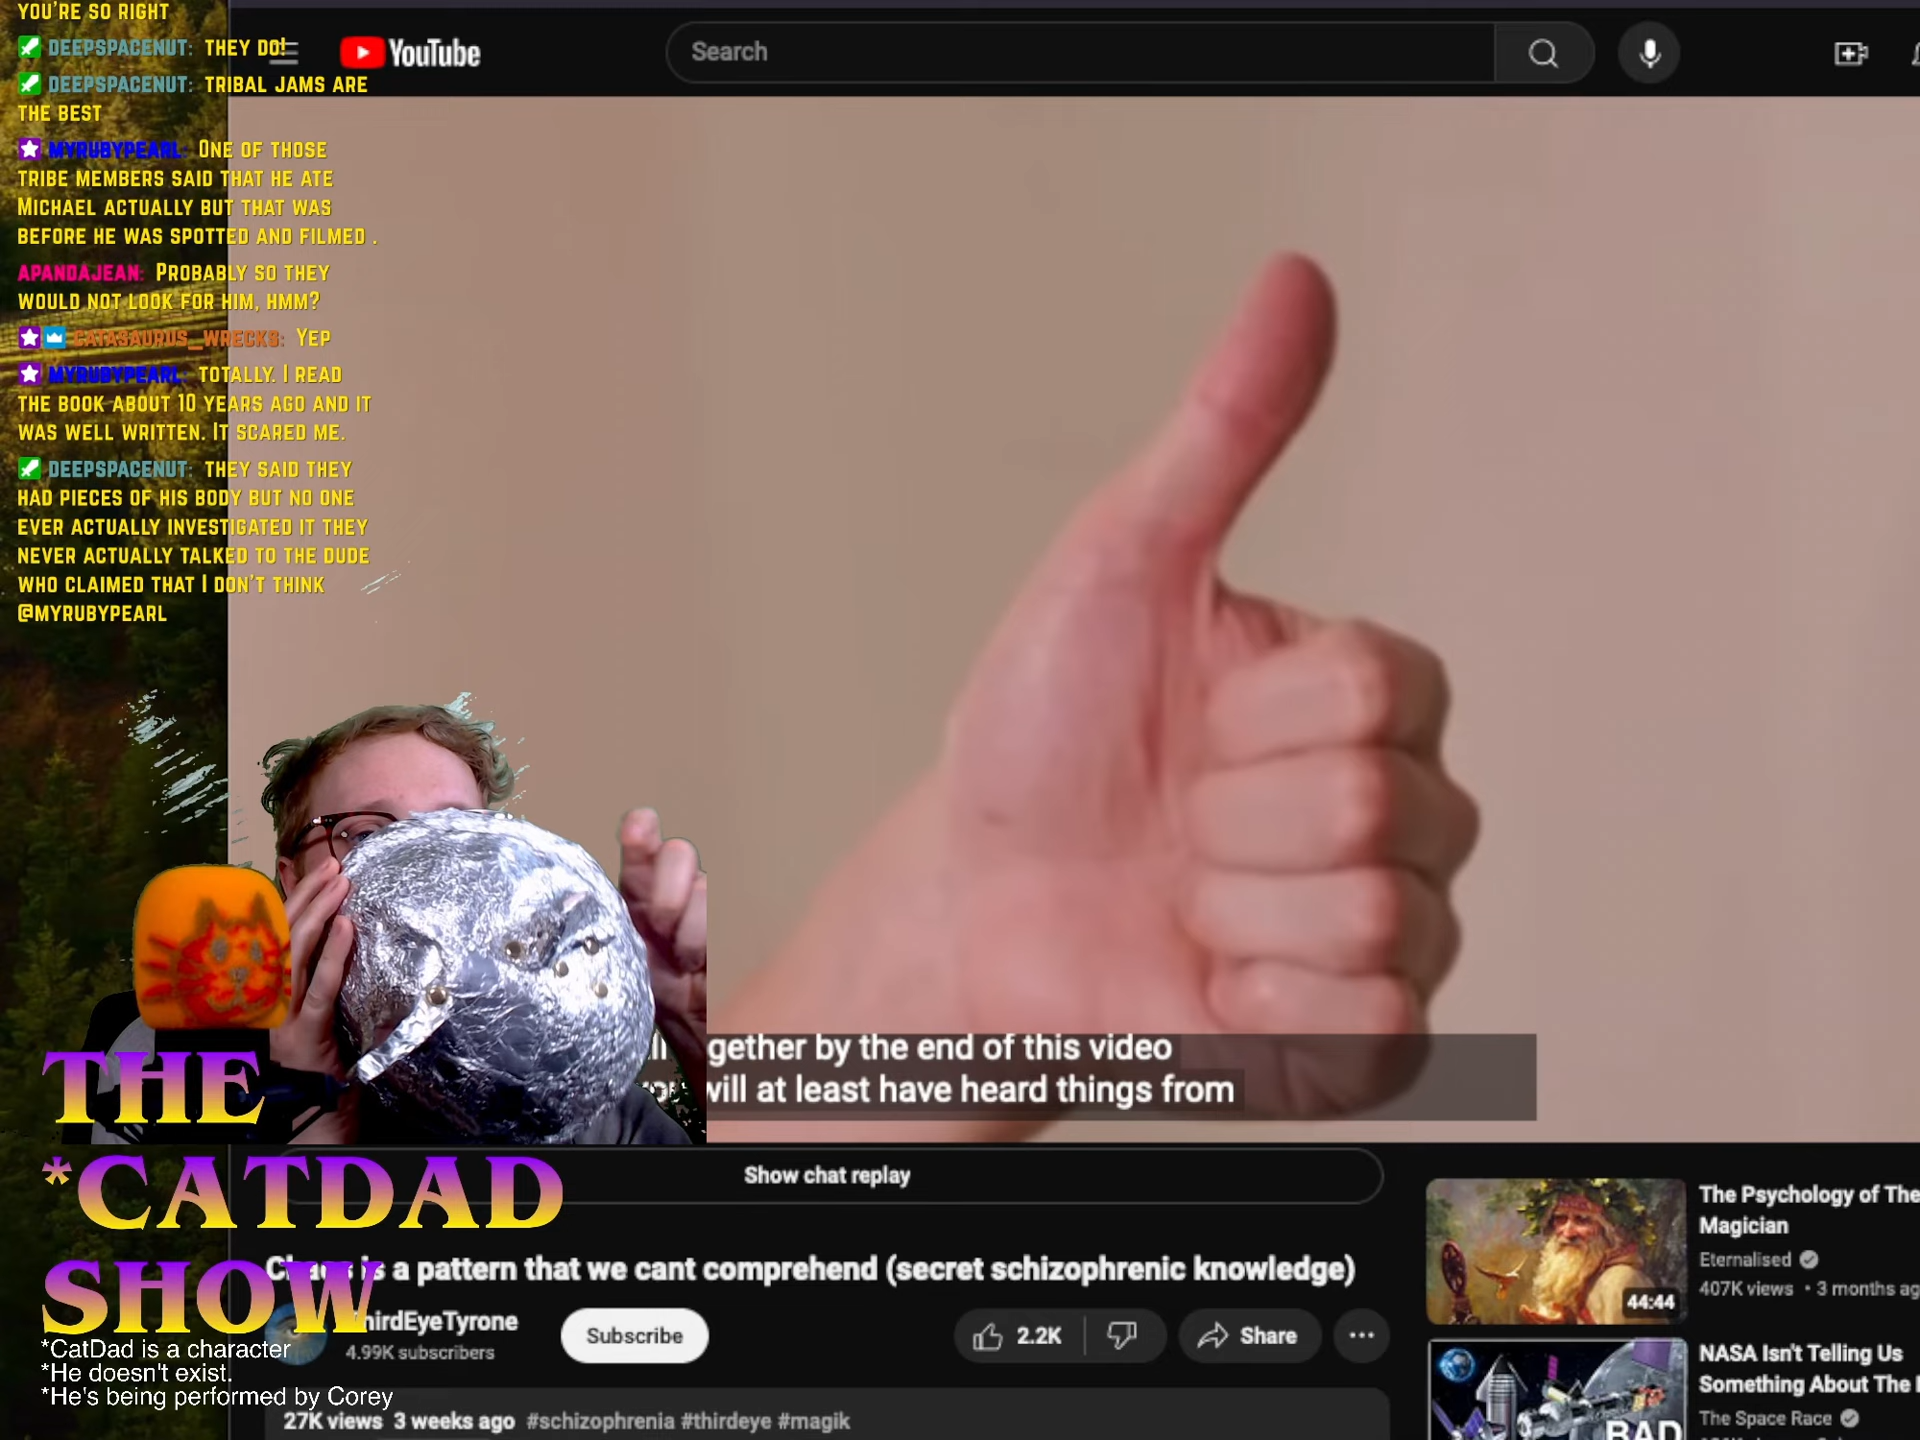 YOU'RE SO RIGHT
DEEPSPACENUT: THEY DO!
DEEPSPACENUT: TRIBAL JAMS ARE
THE BEST
MYRUBYPEARL: ONE OF THOSE
TRIBE MEMBERS SAID THAT HE ATE
MICHAEL ACTUALLY BUT THAT WAS
BEFORE HE WAS SPOTTED AND FILMED .
APANDAJEAN: PROBABLY SO THEY
WOULD NOT LOOK FOR HIM, HMM?
CATASAURUS_WRECKS: YEP
MYRUBYPEARL: TOTALLY. I READ
THE BOOK ABOUT 10 YEARS AGO AND IT
WAS WELL WRITTEN. IT SCARED ME.
DEEPSPACENUT: THEY SAID THEY
HAD PIECES OF HIS BODY BUT NO ONE
EVER ACTUALLY INVESTIGATED IT THEY
NEVER ACTUALLY TALKED TO THE DUDE
WHO CLAIMED THAT I DON'T THINK
@MYRUBYPEARL
YouTube
Search
gether by the end of this video
will at least have heard things from
Show chat replay
THE
*CATDAD
SHOW
*CatDad is a character
*He doesn't exist.
*He's being performed by Corey
Chaos is a pattern that we cant comprehend (secret schizophrenic knowledge)
ThirdEyeTyrone
4.99K subscribers
Subscribe
2.2K
Share
27K views 3 weeks ago #schizophrenia #thirdeye #magik
44:44
The Psychology of The
Magician
Eternalised
407K views • 3 months ag
BAD
NASA Isn't Telling Us
Something About The
The Space Race